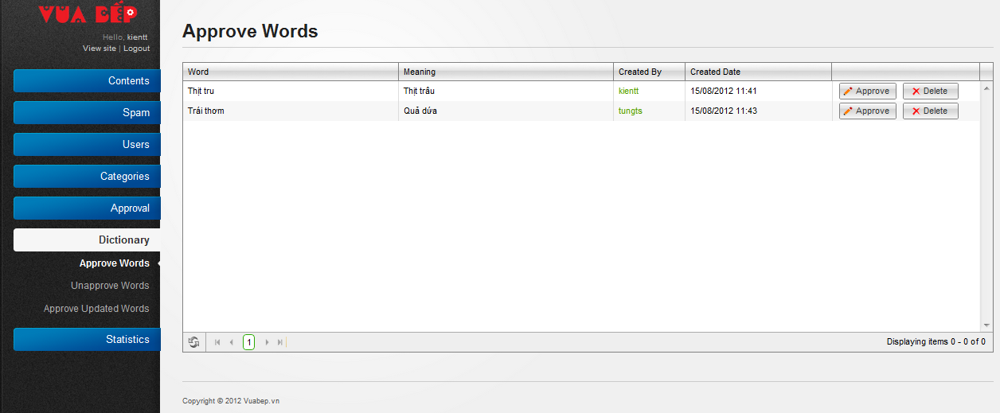 VUA BẾP
Hello, kientt
View site | Logout
Contents
Spam
Users
Categories
Approval
Dictionary
Approve Words
Unapprove Words
Approve Updated Words
Statistics
Approve Words
Word Meaning Created By Created Date
Thịt tru Thịt trâu kientt 15/08/2012 11:41 Approve Delete
Trái thơm Quả dứa tungts 15/08/2012 11:43 Approve Delete
1 Displaying items 0 - 0 of 0
Copyright © 2012 Vuabep.vn